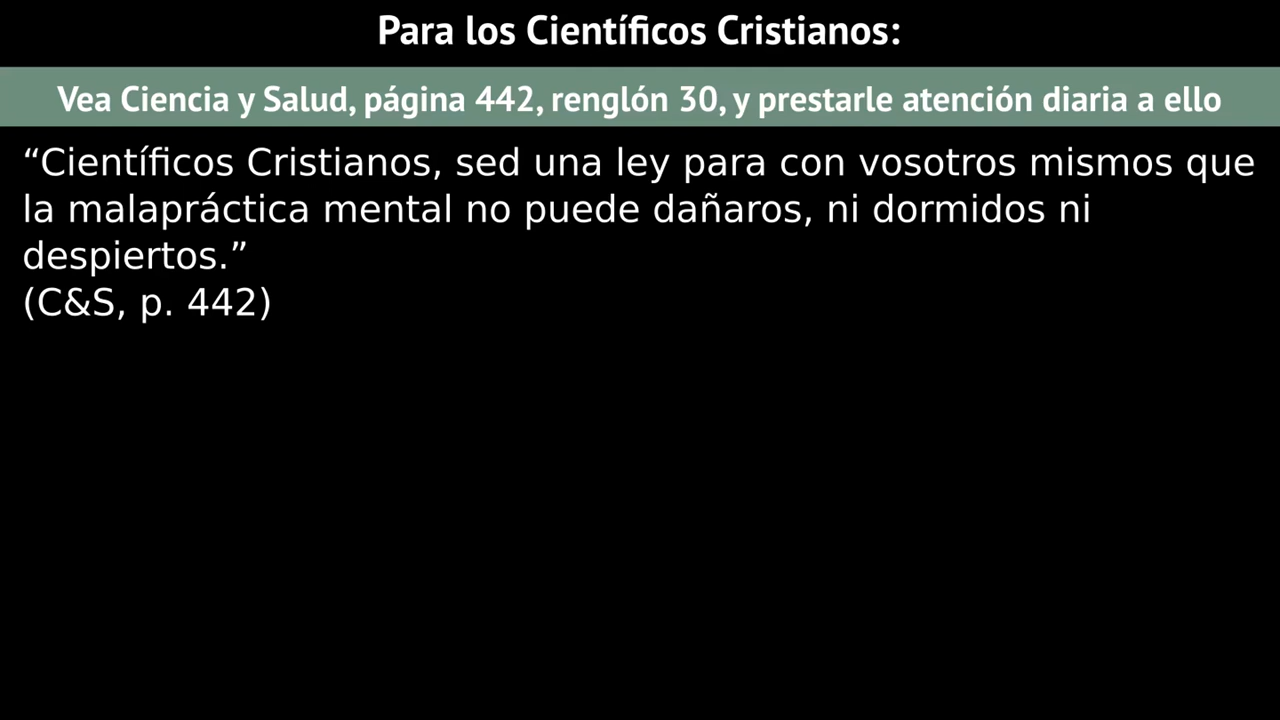 Para los Científicos Cristianos:
Vea Ciencia y Salud, página 442, renglón 30, y prestarle atención diaria a ello
“Científicos Cristianos, sed una ley para con vosotros mismos que
la malapráctica mental no puede dañaros, ni dormidos ni
despiertos.”
(C&S, p. 442)